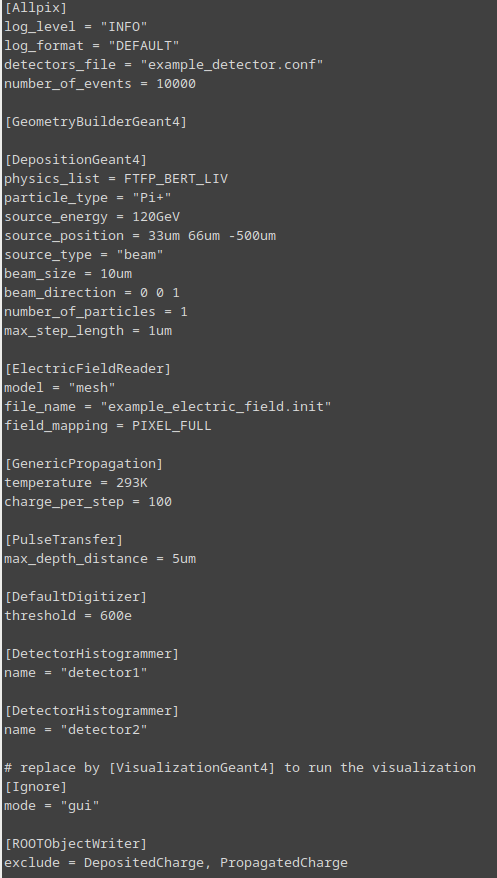 [Allpix]
log_level = "INFO"
log_format = "DEFAULT"
detectors_file = "example_detector.conf"
number_of_events = 10000

[GeometryBuilderGeant4]

[DepositionGeant4]
physics_list = FTFP_BERT_LIV
particle_type = "Pi+"
source_energy = 120GeV
source_position = 33um 66um -500um
source_type = "beam"
beam_size = 10um
beam_direction = 0 0 1
number_of_particles = 1
max_step_length = 1um

[ElectricFieldReader]
model = "mesh"
file_name = "example_electric_field.init"
field_mapping = PIXEL_FULL

[GenericPropagation]
temperature = 293K
charge_per_step = 100

[PulseTransfer]
max_depth_distance = 5um

[DefaultDigitizer]
threshold = 600e

[DetectorHistogrammer]
name = "detector1"

[DetectorHistogrammer]
name = "detector2"

# replace by [VisualizationGeant4] to run the visualization
[Ignore]
mode = "gui"

[ROOTObjectWriter]
exclude = DepositedCharge, PropagatedCharge